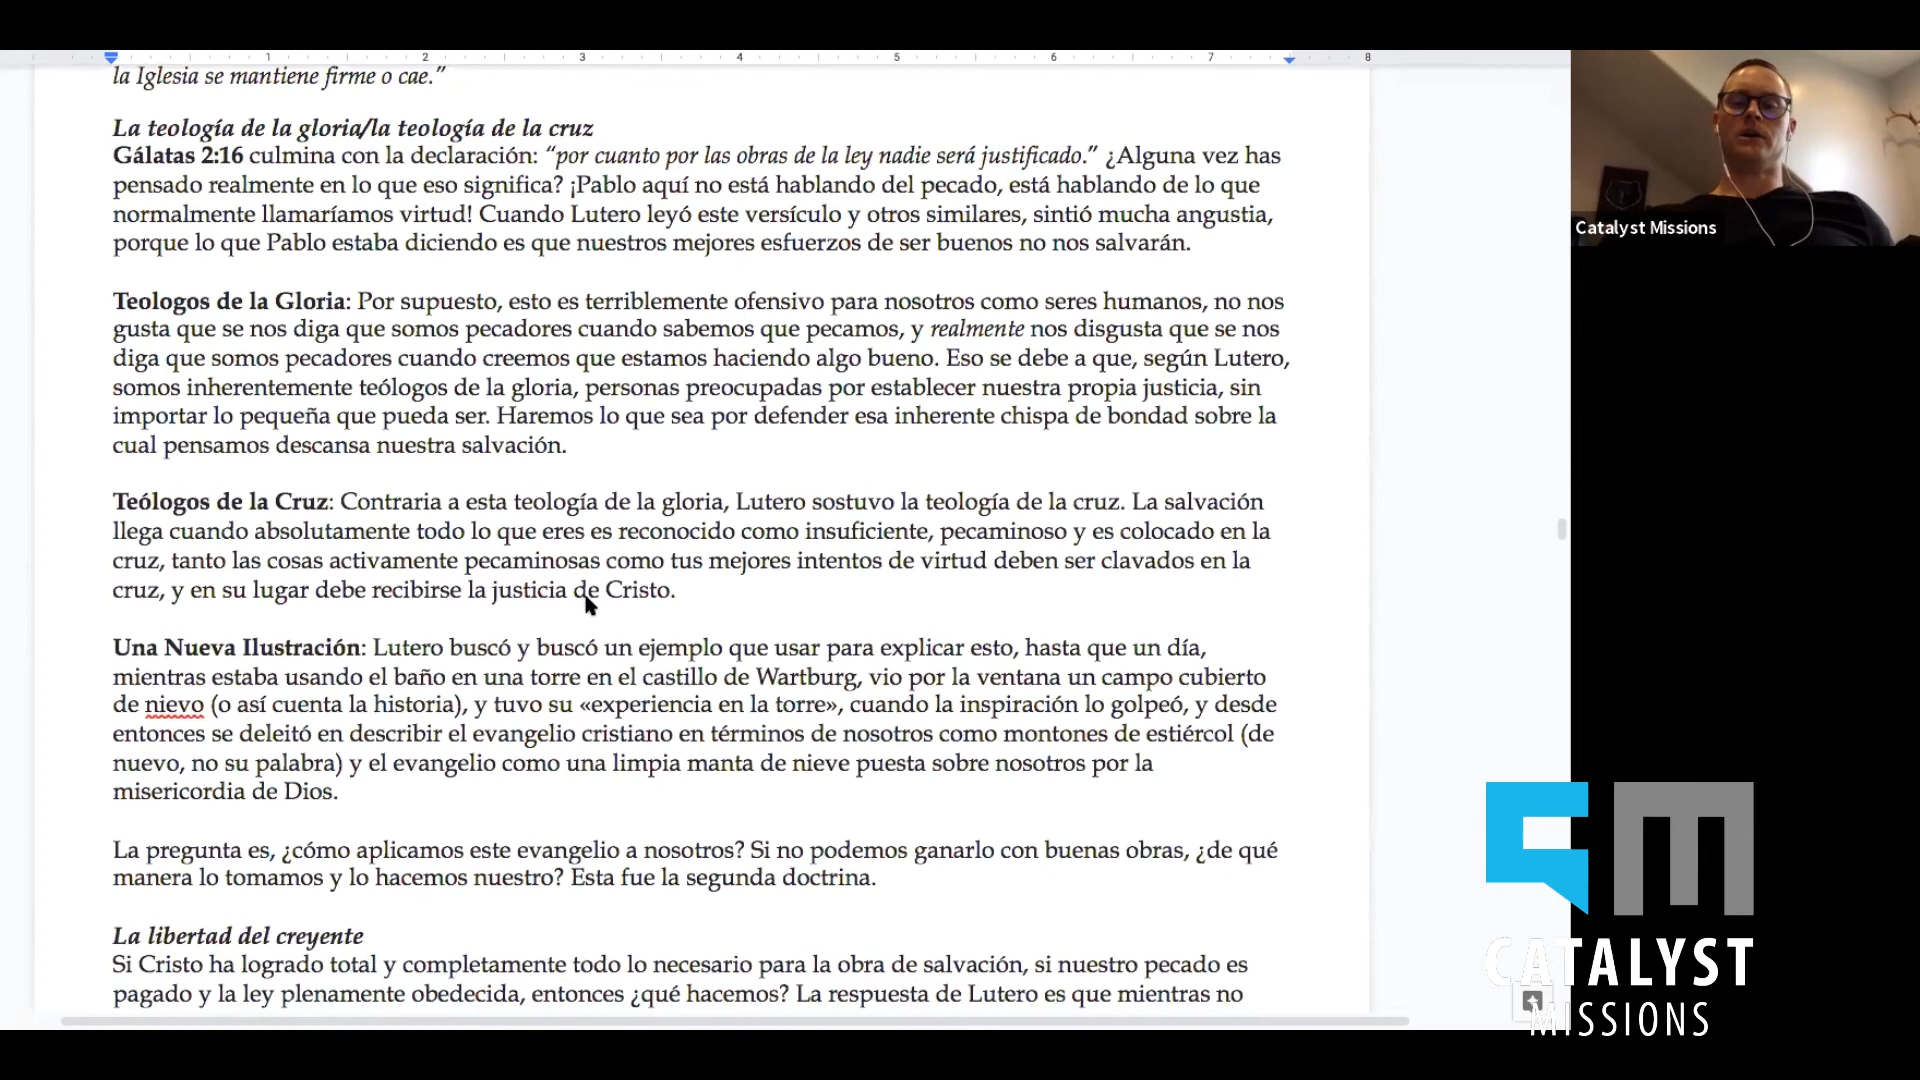 1 2 3 4 5 6 7 8
la Iglesia se mantiene firme o cae.”
La teología de la gloria/la teología de la cruz
Gálatas 2:16 culmina con la declaración: “por cuanto por las obras de la ley nadie será justificado.” ¿Alguna vez has
pensado realmente en lo que eso significa? ¡Pablo aquí no está hablando del pecado, está hablando de lo que
normalmente llamaríamos virtud! Cuando Lutero leyó este versículo y otros similares, sintió mucha angustia,
porque lo que Pablo estaba diciendo es que nuestros mejores esfuerzos de ser buenos no nos salvarán.
Teologos de la Gloria: Por supuesto, esto es terriblemente ofensivo para nosotros como seres humanos, no nos
gusta que se nos diga que somos pecadores cuando sabemos que pecamos, y realmente nos disgusta que se nos
diga que somos pecadores cuando creemos que estamos haciendo algo bueno. Eso se debe a que, según Lutero,
somos inherentemente teólogos de la gloria, personas preocupadas por establecer nuestra propia justicia, sin
importar lo pequeña que pueda ser. Haremos lo que sea por defender esa inherente chispa de bondad sobre la
cual pensamos descansa nuestra salvación.
Teólogos de la Cruz: Contraria a esta teología de la gloria, Lutero sostuvo la teología de la cruz. La salvación
llega cuando absolutamente todo lo que eres es reconocido como insuficiente, pecaminoso y es colocado en la
cruz, tanto las cosas activamente pecaminosas como tus mejores intentos de virtud deben ser clavados en la
cruz, y en su lugar debe recibirse la justicia de Cristo.
Una Nueva Ilustración: Lutero buscó y buscó un ejemplo que usar para explicar esto, hasta que un día,
mientras estaba usando el baño en una torre en el castillo de Wartburg, vio por la ventana un campo cubierto
de nievo (o así cuenta la historia), y tuvo su «experiencia en la torre», cuando la inspiración lo golpeó, y desde
entonces se deleitó en describir el evangelio cristiano en términos de nosotros como montones de estiércol (de
nuevo, no su palabra) y el evangelio como una limpia manta de nieve puesta sobre nosotros por la
misericordia de Dios.
La pregunta es, ¿cómo aplicamos este evangelio a nosotros? Si no podemos ganarlo con buenas obras, ¿de qué
manera lo tomamos y lo hacemos nuestro? Esta fue la segunda doctrina.
La libertad del creyente
Si Cristo ha logrado total y completamente todo lo necesario para la obra de salvación, si nuestro pecado es
pagado y la ley plenamente obedecida, entonces ¿qué hacemos? La respuesta de Lutero es que mientras no
Catalyst Missions
CATALYST
MISSIONS